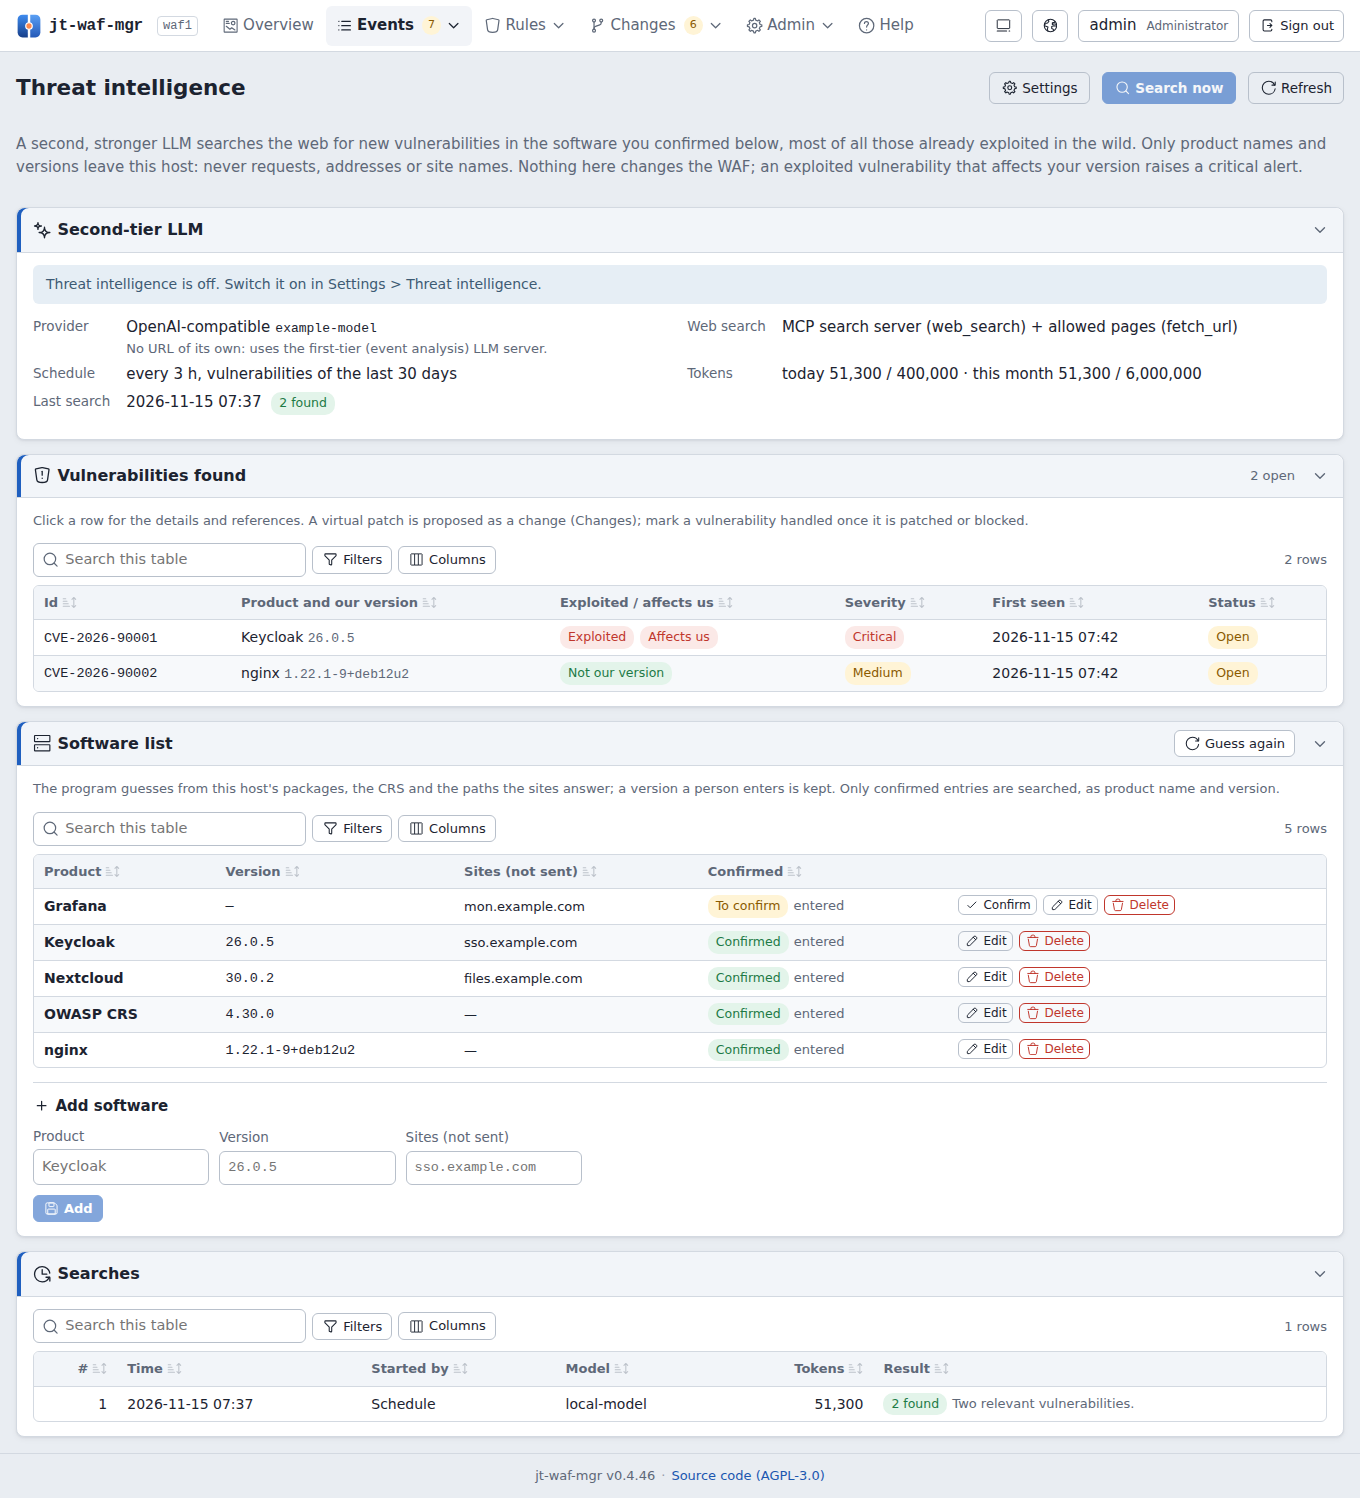 jt-waf-mgr waf1 Overview Events 7 Rules Changes 6 Admin Help admin Administrator Sign out
Threat intelligence Settings Search now Refresh
A second, stronger LLM searches the web for new vulnerabilities in the software you confirmed below, most of all those already exploited in the wild. Only product names and
versions leave this host: never requests, addresses or site names. Nothing here changes the WAF; an exploited vulnerability that affects your version raises a critical alert.
Second-tier LLM
Threat intelligence is off. Switch it on in Settings > Threat intelligence.
Provider OpenAI-compatible example-model Web search MCP search server (web_search) + allowed pages (fetch_url)
No URL of its own: uses the first-tier (event analysis) LLM server.
Schedule every 3 h, vulnerabilities of the last 30 days Tokens today 51,300 / 400,000 · this month 51,300 / 6,000,000
Last search 2026-11-15 07:37 2 found
Vulnerabilities found 2 open
Click a row for the details and references. A virtual patch is proposed as a change (Changes); mark a vulnerability handled once it is patched or blocked.
Search this table Filters Columns 2 rows
Id Product and our version Exploited / affects us Severity First seen Status
CVE-2026-90001 Keycloak 26.0.5 Exploited Affects us Critical 2026-11-15 07:42 Open
CVE-2026-90002 nginx 1.22.1-9+deb12u2 Not our version Medium 2026-11-15 07:42 Open
Software list Guess again
The program guesses from this host's packages, the CRS and the paths the sites answer; a version a person enters is kept. Only confirmed entries are searched, as product name and version.
Search this table Filters Columns 5 rows
Product Version Sites (not sent) Confirmed
Grafana — mon.example.com To confirm entered Confirm Edit Delete
Keycloak 26.0.5 sso.example.com Confirmed entered Edit Delete
Nextcloud 30.0.2 files.example.com Confirmed entered Edit Delete
OWASP CRS 4.30.0 — Confirmed entered Edit Delete
nginx 1.22.1-9+deb12u2 — Confirmed entered Edit Delete
+ Add software
Product Version Sites (not sent)
Keycloak 26.0.5 sso.example.com
Add
Searches
Search this table Filters Columns 1 rows
# Time Started by Model Tokens Result
1 2026-11-15 07:37 Schedule local-model 51,300 2 found Two relevant vulnerabilities.
jt-waf-mgr v0.4.46 · Source code (AGPL-3.0)